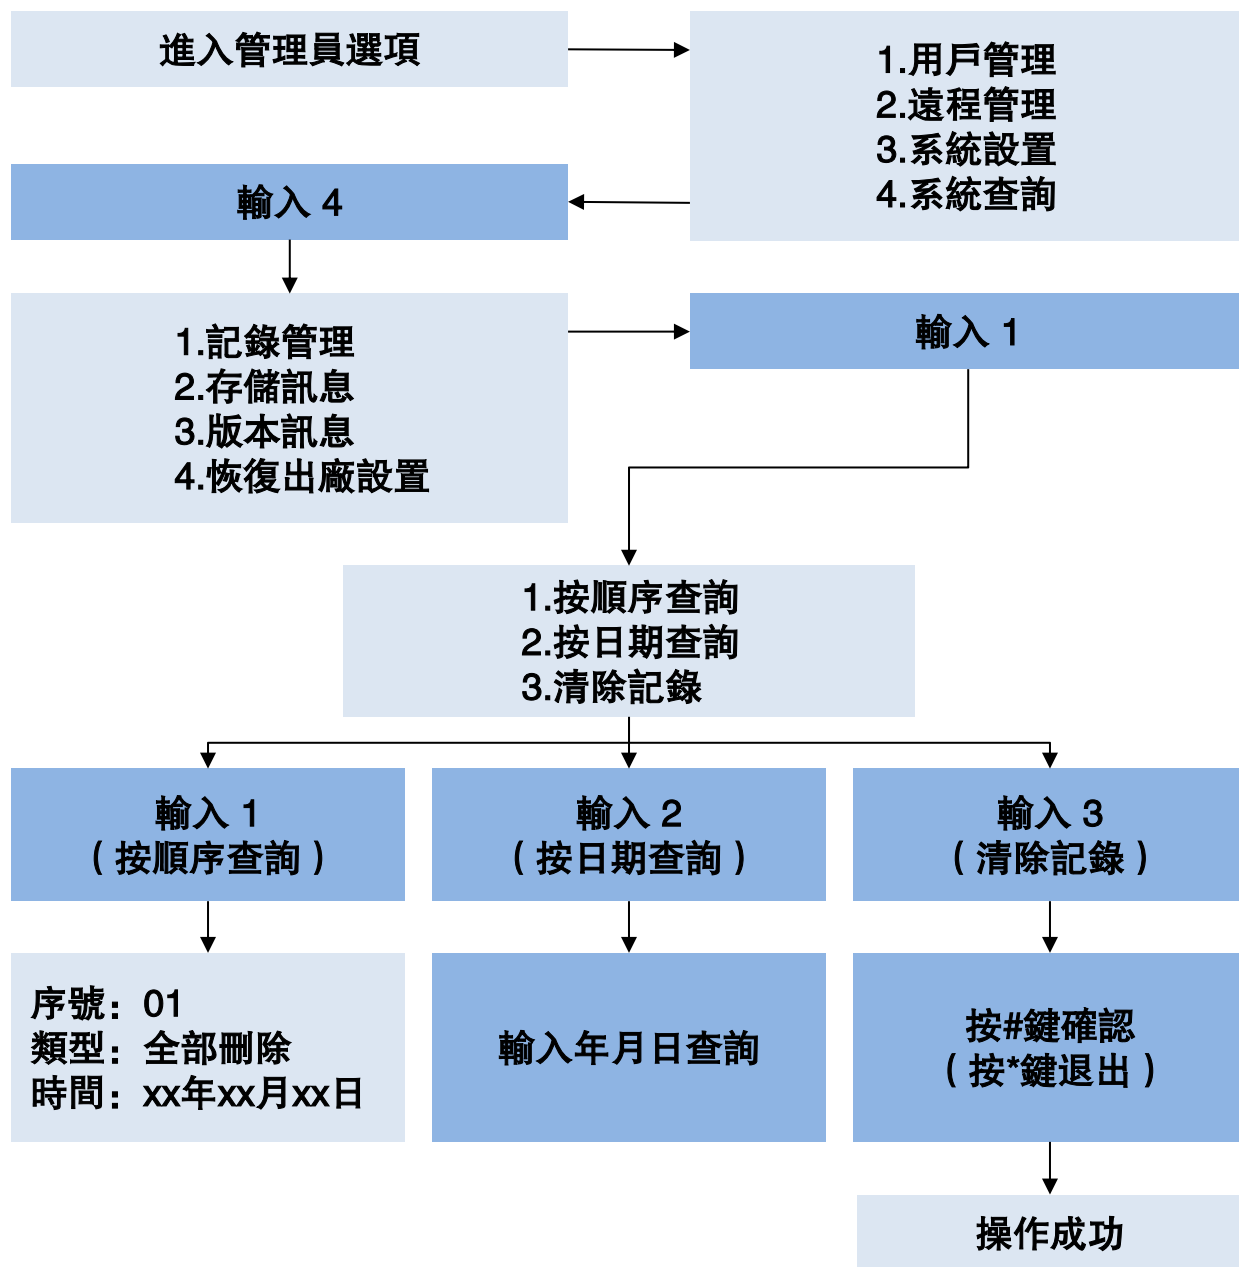 進入管理員選項
1.用戶管理
2.遠程管理
3.系統設置
4.系統查詢
輸入 4
1.記錄管理
2.存儲訊息
3.版本訊息
4.恢復出廠設置
輸入 1
1.按順序查詢
2.按日期查詢
3.清除記錄
輸入 1
（按順序查詢）
輸入 2
（按日期查詢）
輸入 3
（清除記錄）
序號：01
類型：全部刪除
時間：xx年xx月xx日
輸入年月日查詢
按#鍵確認
（按*鍵退出）
操作成功